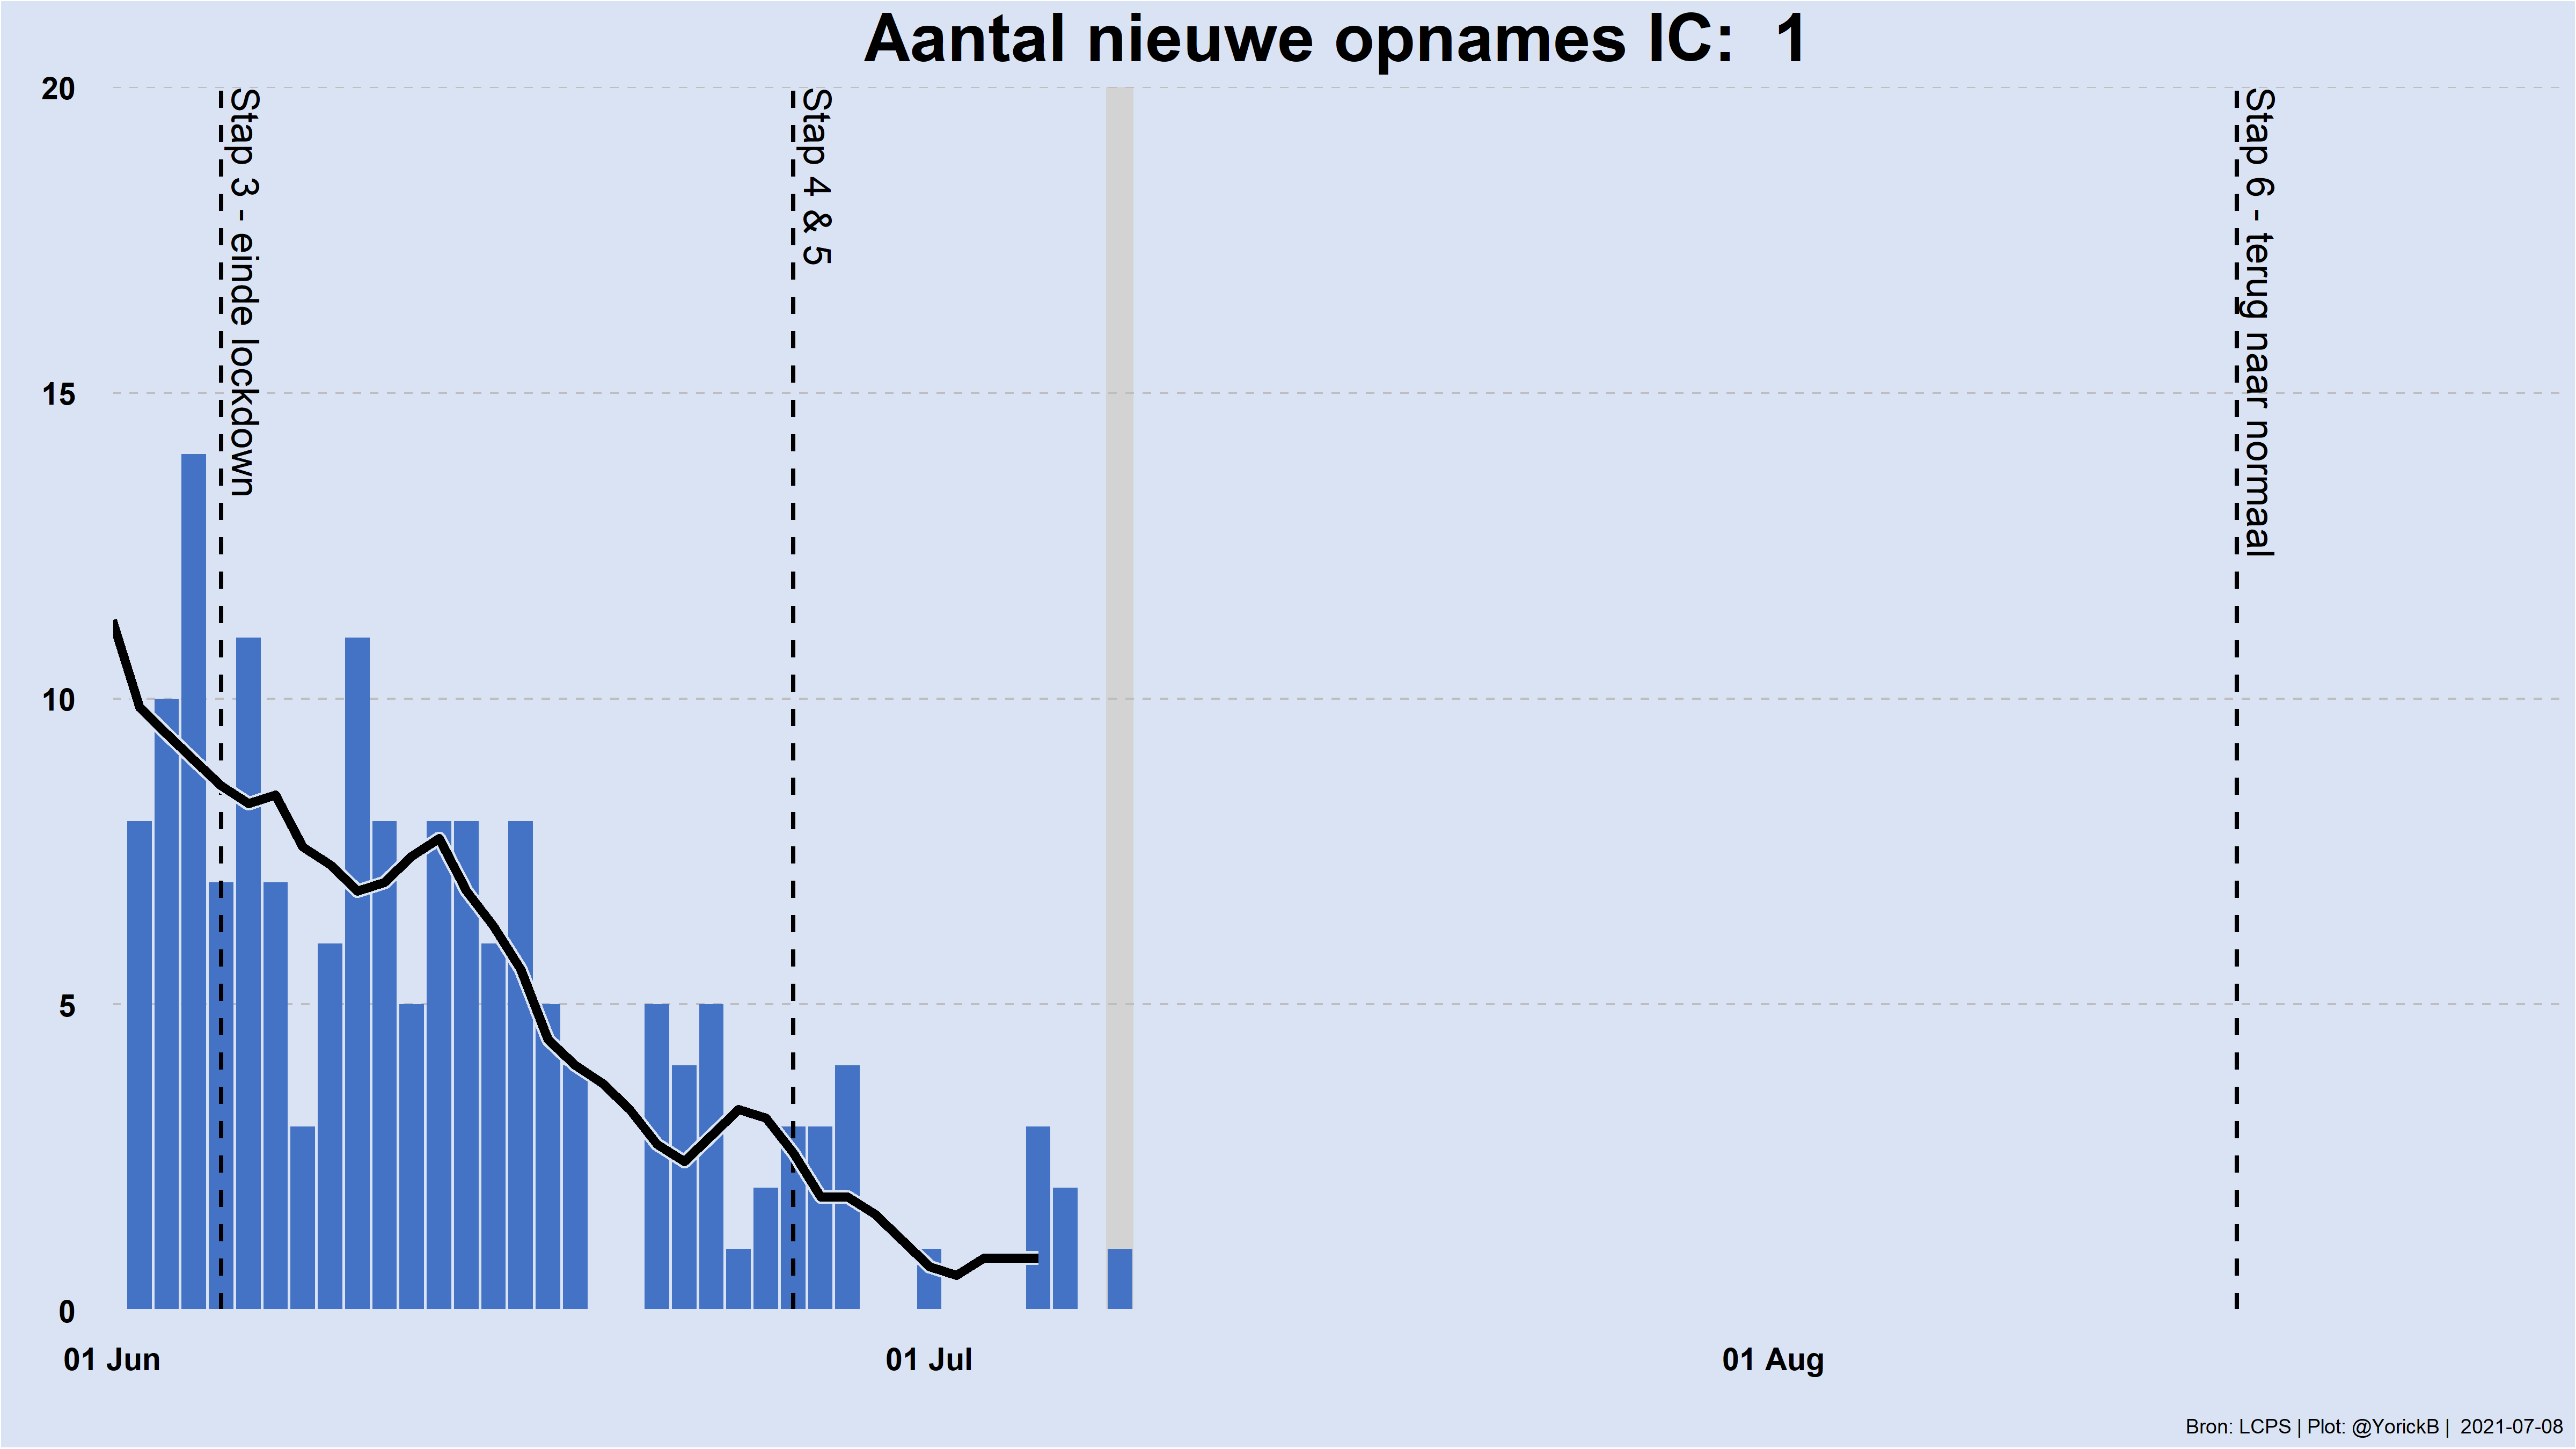 Aantal nieuwe opnames IC:  1
20
15
10
5
0
Stap 3 - einde lockdown
Stap 4 & 5
Stap 6 - terug naar normaal
01 Jun
01 Jul
01 Aug
Bron: LCPS | Plot: @YorickB |  2021-07-08